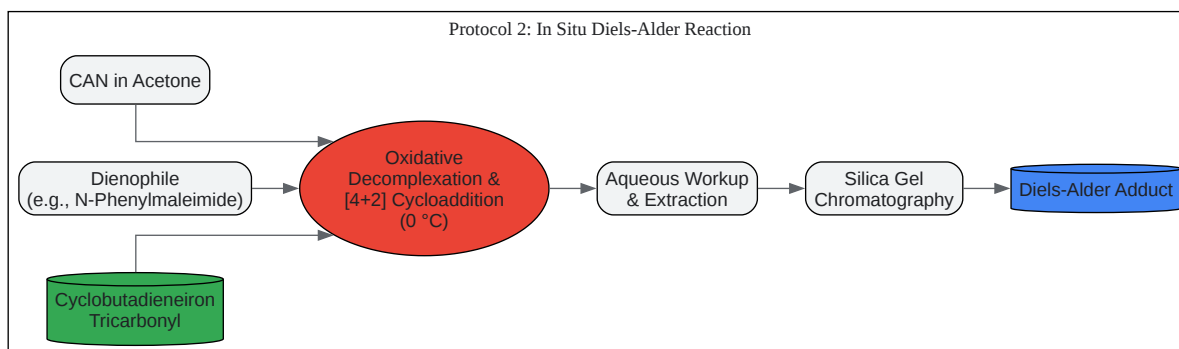 Protocol 2: In Situ Diels-Alder Reaction
CAN in Acetone
Dienophile
(e.g., N-Phenylmaleimide)
Cyclobutadieneiron
Tricarbonyl
Oxidative
Decomplexation &
[4+2] Cycloaddition
(0 °C)
Aqueous Workup
& Extraction
Silica Gel
Chromatography
Diels-Alder Adduct